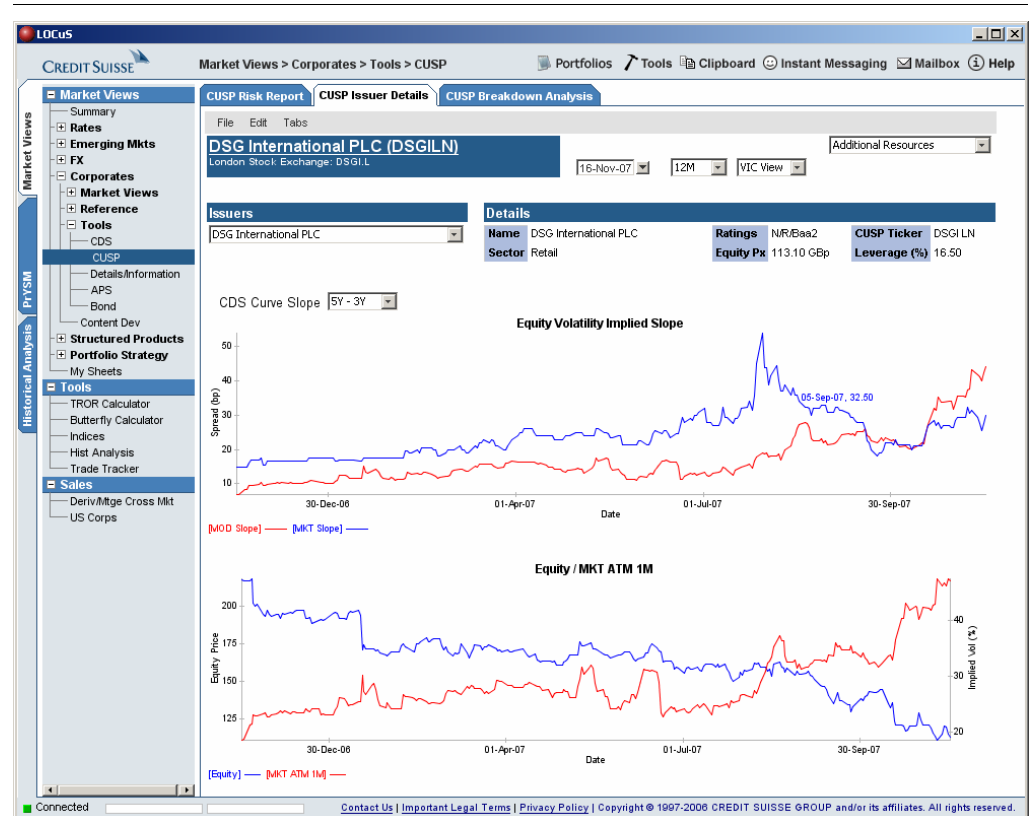 LOCuS
CREDIT SUISSE
Market Views > Corporates > Tools > CUSP
Portfolios Tools Clipboard Instant Messaging Mailbox Help
Market Views
PrYSM
Historical Analysis
Market Views
Summary
Rates
Emerging Mkts
FX
Corporates
Market Views
Reference
Tools
CDS
CUSP
Details/Information
APS
Bond
Content Dev
Structured Products
Portfolio Strategy
My Sheets
Tools
TROR Calculator
Butterfly Calculator
Indices
Hist Analysis
Trade Tracker
Sales
Deriv/Mtge Cross Mkt
US Corps
CUSP Risk Report CUSP Issuer Details CUSP Breakdown Analysis
File Edit Tabs
DSG International PLC (DSGILN)
London Stock Exchange: DSGI.L
Additional Resources
16-Nov-07 12M VIC View
Issuers
DSG International PLC
Details
Name DSG International PLC Ratings N/R/Baa2 CUSP Ticker DSGI LN
Sector Retail Equity Px 113.10 GBp Leverage (%) 16.50
CDS Curve Slope 5Y - 3Y
Equity Volatility Implied Slope
Spread (bp)
50
40
30
20
10
05-Sep-07, 32.50
30-Dec-06 01-Apr-07 01-Jul-07 30-Sep-07
Date
[MOD Slope] [MKT Slope]
Equity / MKT ATM 1M
Equity Price
200
175
150
125
40
30
20
Implied Vol (%)
30-Dec-06 01-Apr-07 01-Jul-07 30-Sep-07
Date
[Equity] [MKT ATM 1M]
Connected
Contact Us | Important Legal Terms | Privacy Policy | Copyright © 1997-2006 CREDIT SUISSE GROUP and/or its affiliates. All rights reserved.